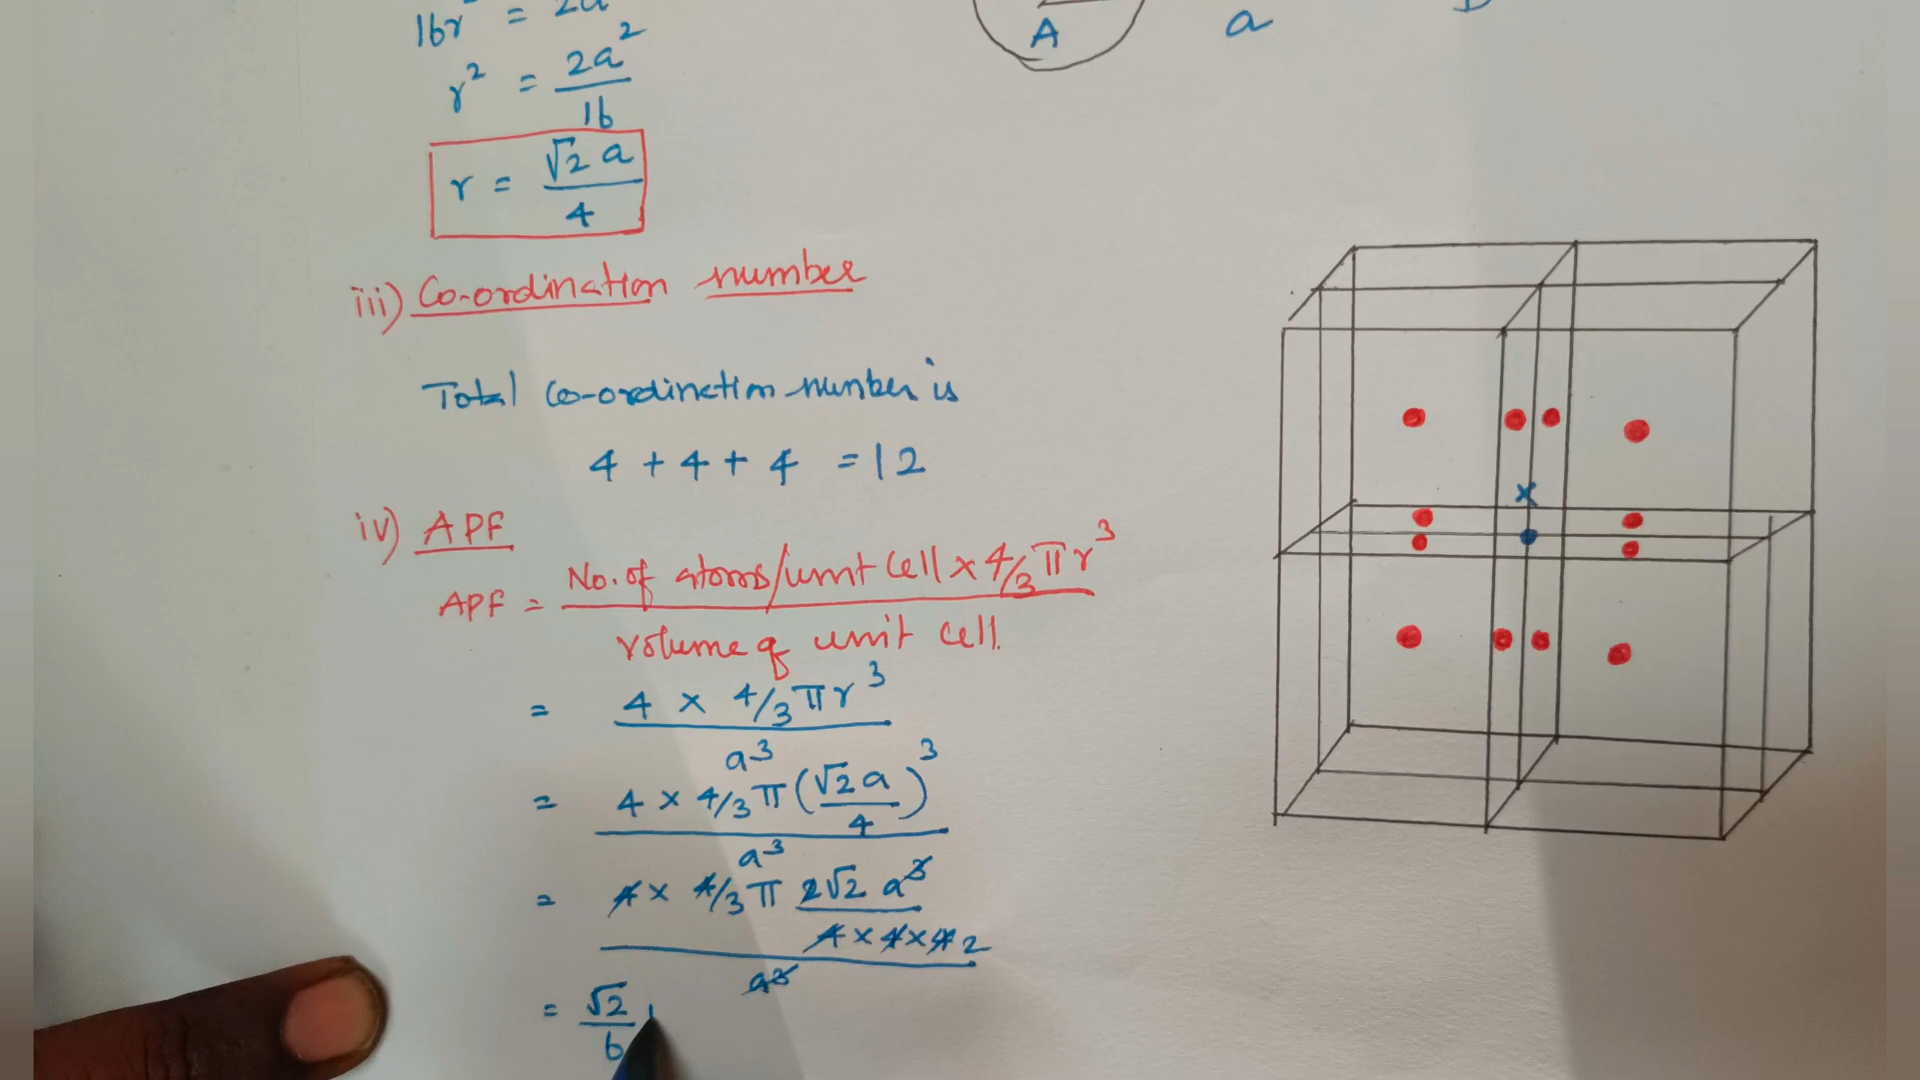 16r² = 2a
r² = 2a² / 16
r = √2 a / 4
iii) Co-ordination number
Total co-ordination number is
4 + 4 + 4 = 12
iv) APF
APF = No. of atoms/unit cell × 4/3 π r³ / volume of unit cell.
= 4 × 4/3 π r³ / a³
= 4 × 4/3 π (√2 a / 4)³ / a³
= 4 × 4/3 π 2√2 a³ / 4 × 4 × 4 2 / a³
= √2 / 6
A
a
x